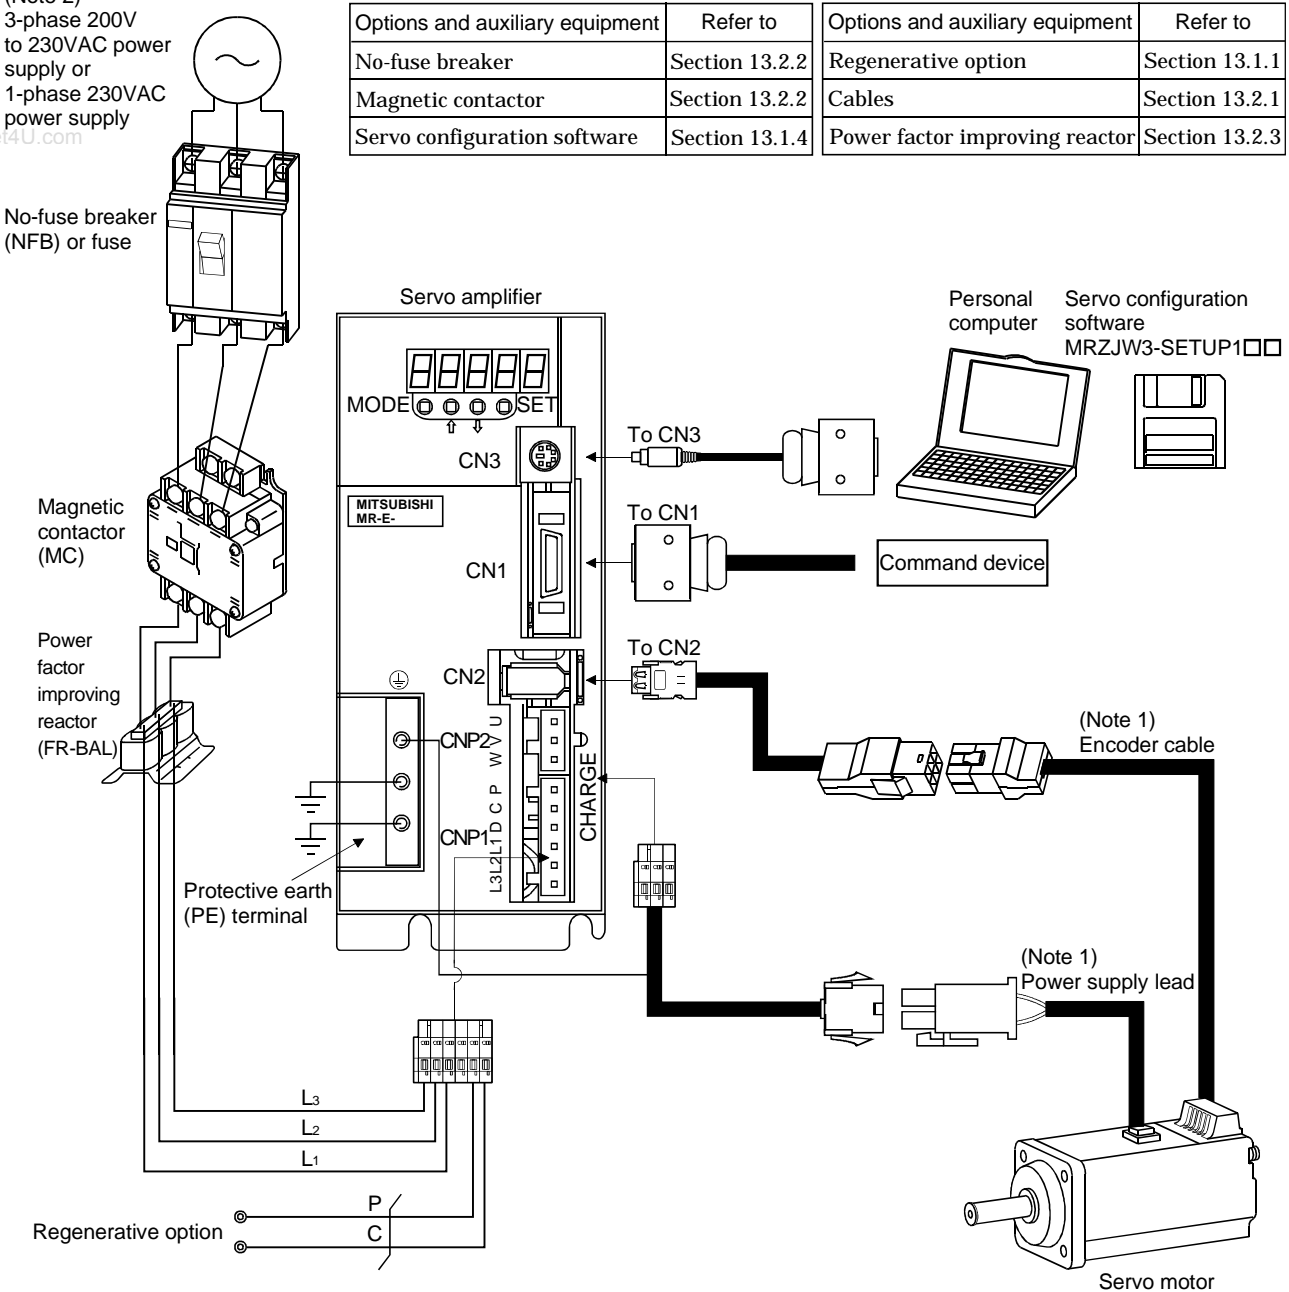 (Note 2)
3-phase 200V
to 230VAC power
supply or
1-phase 230VAC
power supply
et4U.com
Options and auxiliary equipment Refer to
No-fuse breaker Section 13.2.2
Magnetic contactor Section 13.2.2
Servo configuration software Section 13.1.4
Options and auxiliary equipment Refer to
Regenerative option Section 13.1.1
Cables Section 13.2.1
Power factor improving reactor Section 13.2.3
No-fuse breaker
(NFB) or fuse
Servo amplifier
Personal
computer
Servo configuration
software
MRZJW3-SETUP1□□
MODE
SET
To CN3
CN3
MITSUBISHI
MR-E-
Magnetic
contactor
(MC)
To CN1
CN1
Command device
Power
factor
improving
reactor
(FR-BAL)
To CN2
CN2
CNP2
W V U
CHARGE
CNP1
L3L2L1D C P
(Note 1)
Encoder cable
Protective earth
(PE) terminal
(Note 1)
Power supply lead
L3
L2
L1
P
Regenerative option
C
Servo motor